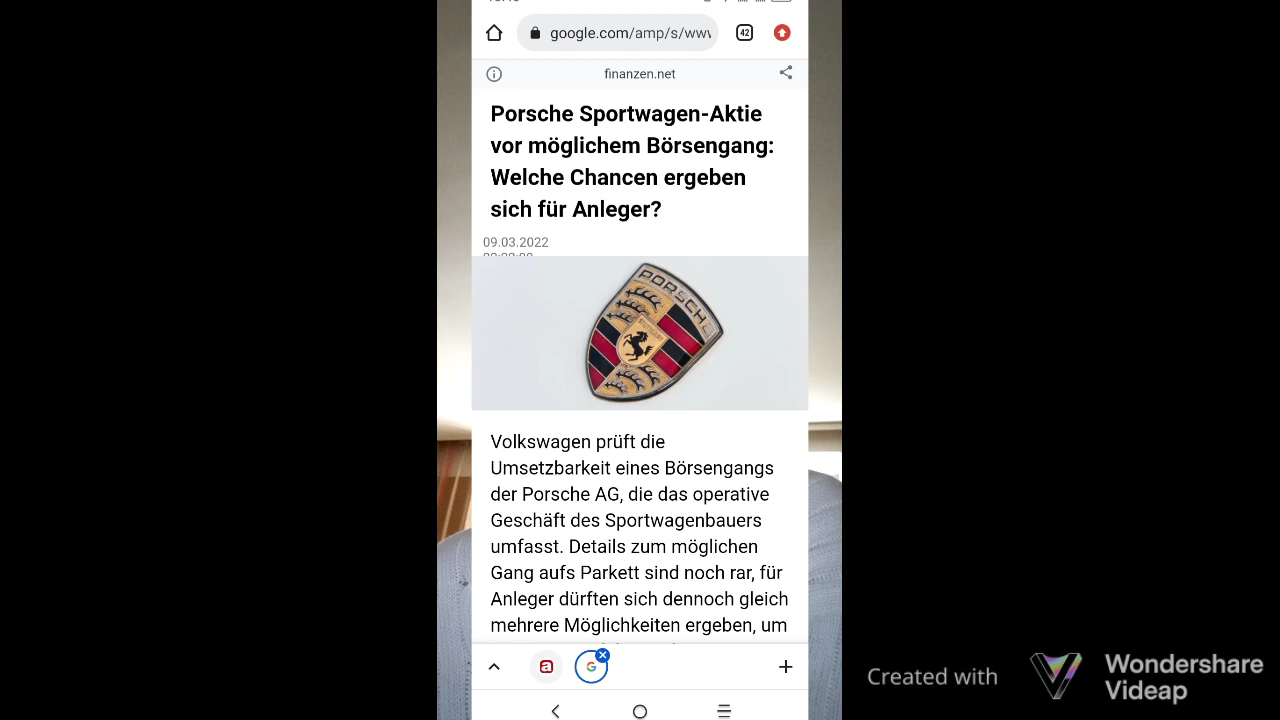 google.com/amp/s/www
42
finanzen.net
Porsche Sportwagen-Aktie
vor möglichem Börsengang:
Welche Chancen ergeben
sich für Anleger?
09.03.2022
PORSCHE
Volkswagen prüft die
Umsetzbarkeit eines Börsengangs
der Porsche AG, die das operative
Geschäft des Sportwagenbauers
umfasst. Details zum möglichen
Gang aufs Parkett sind noch rar, für
Anleger dürften sich dennoch gleich
mehrere Möglichkeiten ergeben, um
Created with
Wondershare
Videap